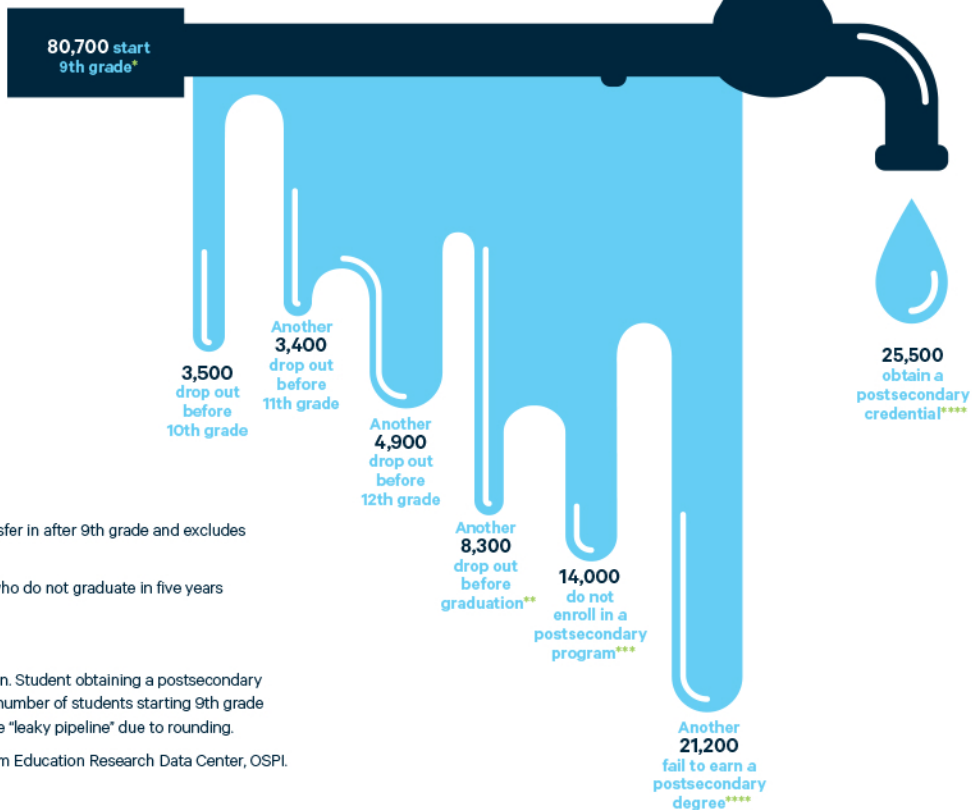 80,700 start
9th grade*
3,500
drop out
before
10th grade
Another
3,400
drop out
before
11th grade
Another
4,900
drop out
before
12th grade
Another
8,300
drop out
before
graduation**
14,000
do not
enroll in a
postsecondary
program***
Another
21,200
fail to earn a
postsecondary
degree****
25,500
obtain a
postsecondary
credential****
in after 9th grade and excludes
do not graduate in five years
Student obtaining a postsecondary
number of students starting 9th grade
"leaky pipeline" due to rounding.
Education Research Data Center, OSPI.